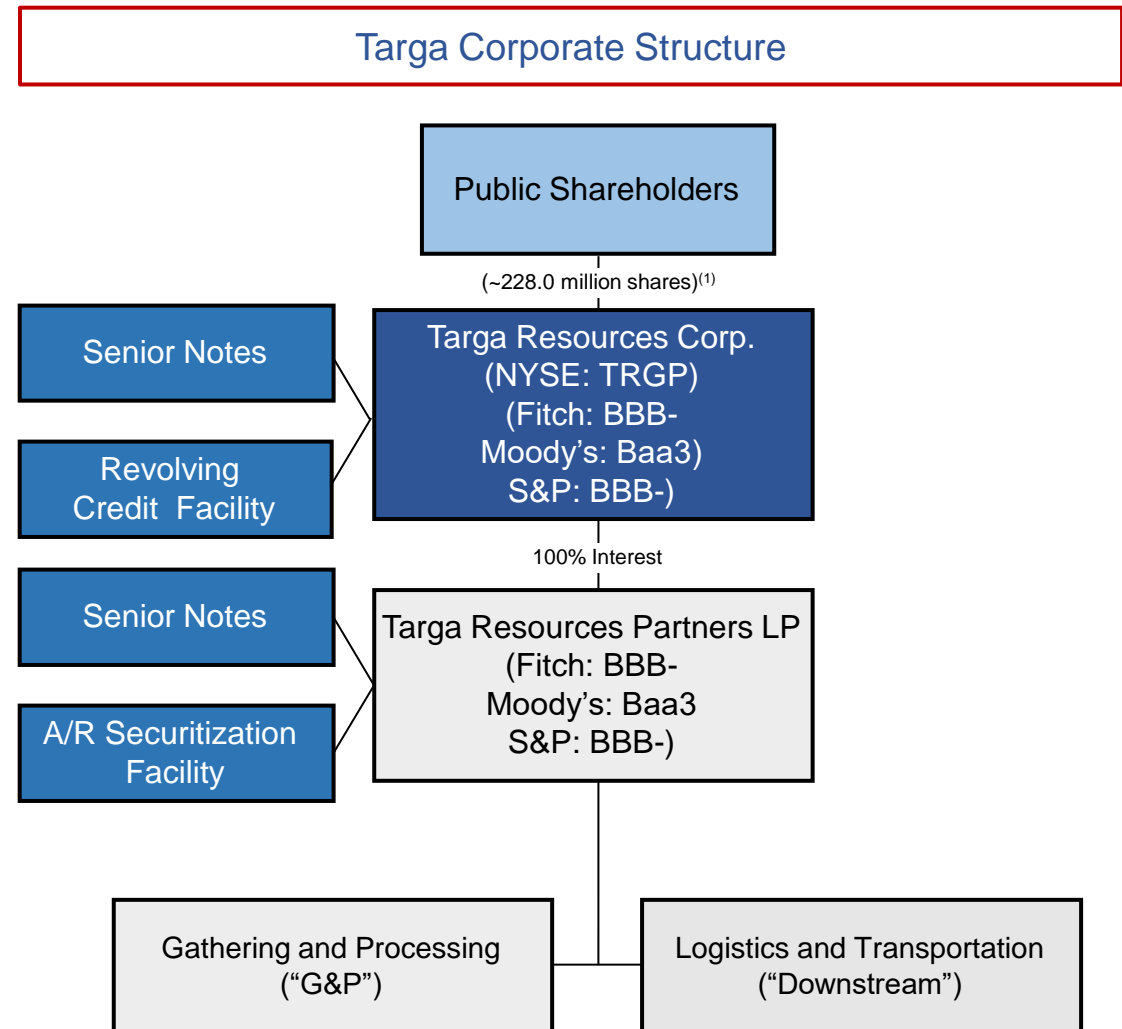 Targa Corporate Structure
Public Shareholders
(~228.0 million shares)(1)
Senior Notes
Revolving
Credit Facility
Targa Resources Corp.
(NYSE: TRGP)
(Fitch: BBB-
Moody’s: Baa3)
S&P: BBB-)
100% Interest
Senior Notes
A/R Securitization
Facility
Targa Resources Partners LP
(Fitch: BBB-
Moody’s: Baa3
S&P: BBB-)
Gathering and Processing
(“G&P”)
Logistics and Transportation
(“Downstream”)